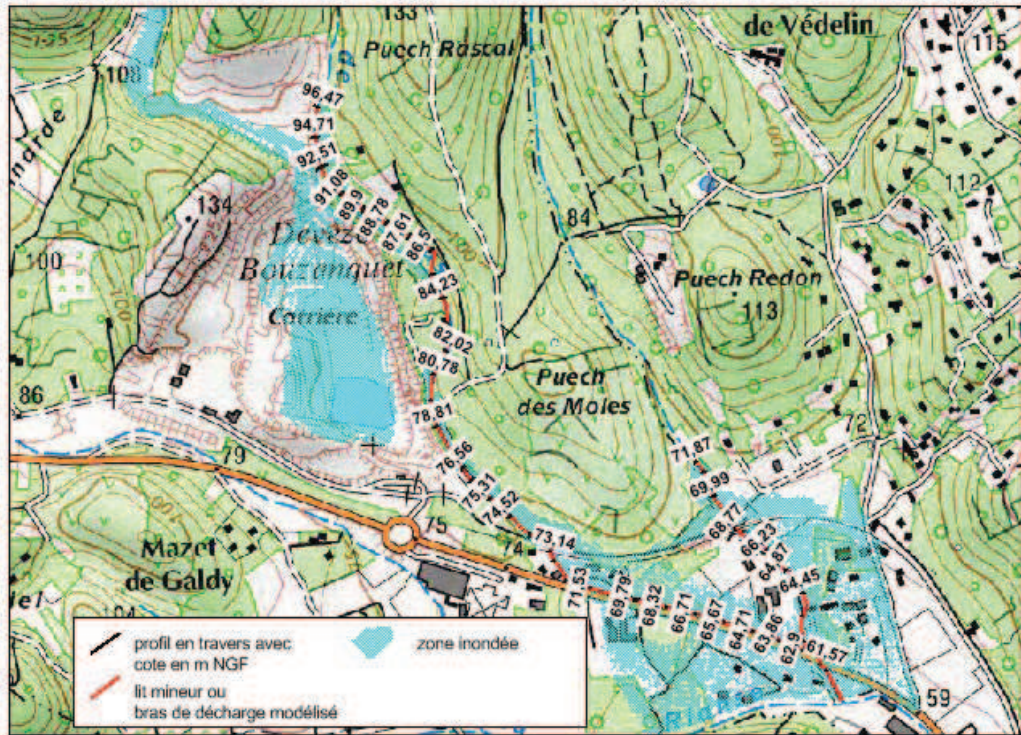 133
Puech Rascal
de Védelin
115
108
de
96,47
94,71
92,51
91,08
89,9
88,78
87,61
86,5
84,23
82,02
80,78
78,81
76,56
75,31
74,52
73,14
71,53
69,79
68,32
66,71
65,67
64,71
63,86
62,9
61,57
71,87
69,99
68,77
66,23
64,87
64,45
134
112
84
Devez
Bouzanquet
Carriere
100
100
Puech Redon
113
Puech
des Moles
86
79
72
75
74
Mazet
de Galdy
59
profil en travers avec
cote en m NGF
zone inondée
lit mineur ou
bras de décharge modélisé